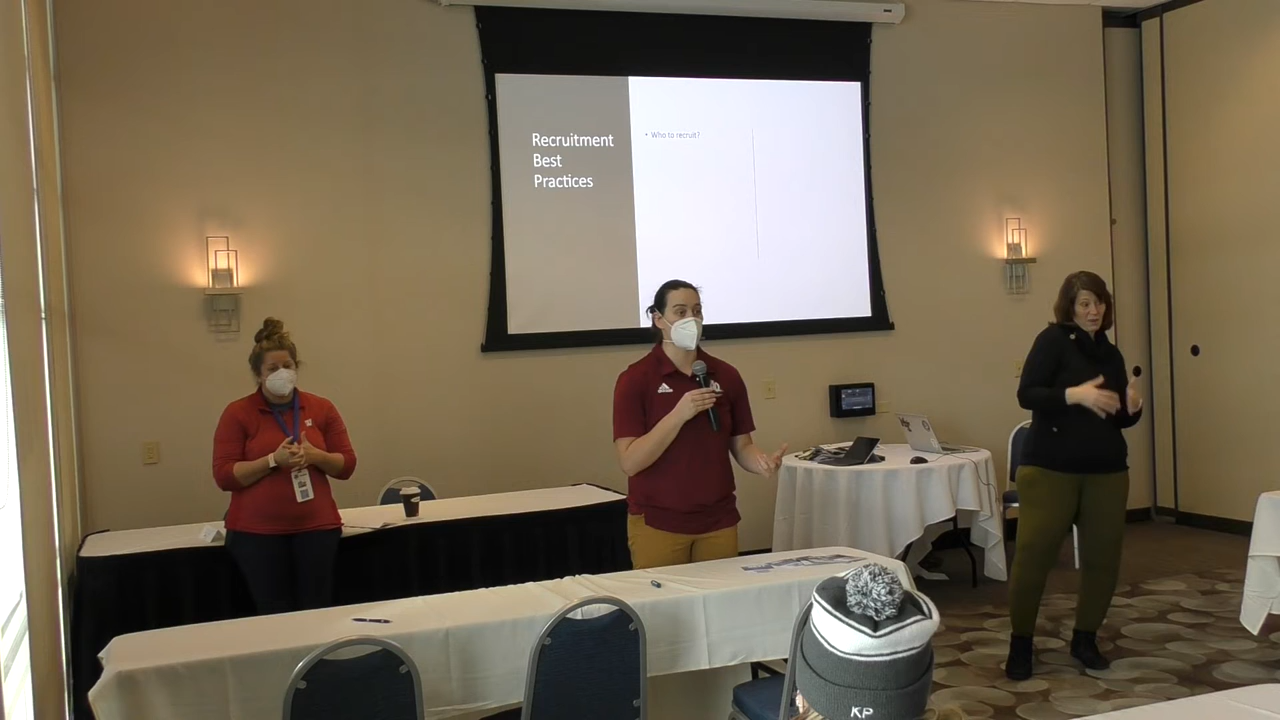 Recruitment
Best
Practices
• Who to recruit?
KP